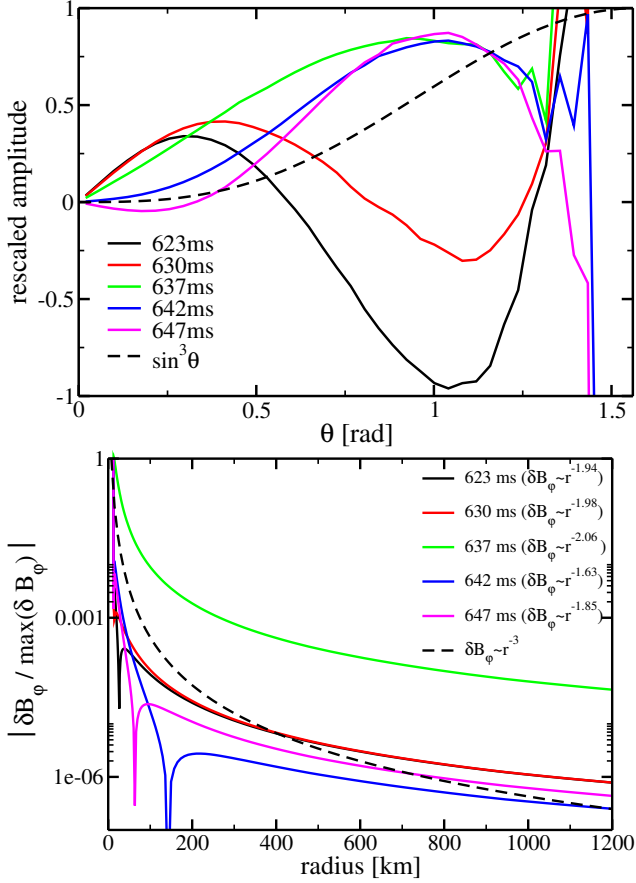 1
0.5
0
-0.5
-1
rescaled amplitude
623ms
630ms
637ms
642ms
647ms
sin³θ
0 0.5 1 1.5
θ [rad]
1
0.001
1e-06
| δB_φ / max(δ B_φ) |
623 ms (δB_φ~r^-1.94)
630 ms (δB_φ~r^-1.98)
637 ms (δB_φ~r^-2.06)
642 ms (δB_φ~r^-1.63)
647 ms (δB_φ~r^-1.85)
δB_φ~r^-3
0 200 400 600 800 1000 1200
radius [km]